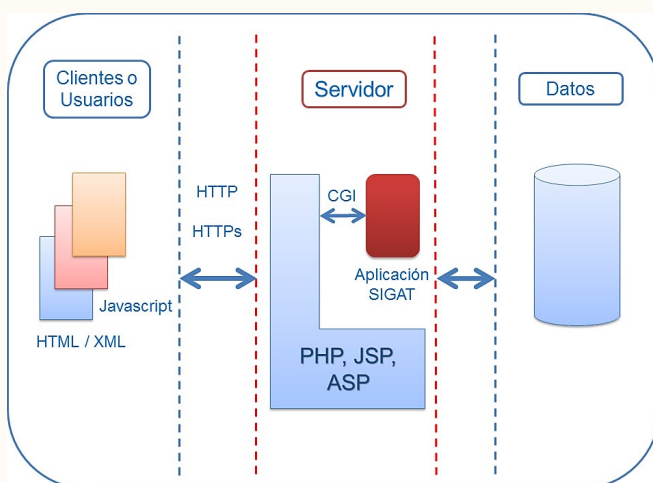 Clientes o
Usuarios
Servidor
Datos
HTTP
HTTPs
CGI
Javascript
HTML / XML
Aplicación
SIGAT
PHP, JSP,
ASP